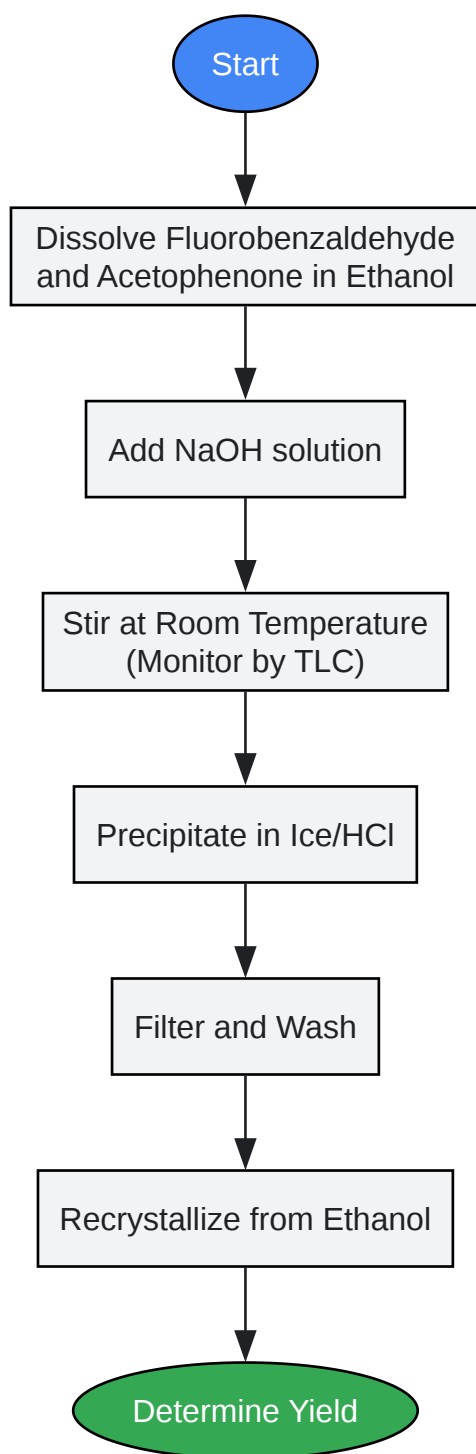 Start
Dissolve Fluorobenzaldehyde
and Acetophenone in Ethanol
Add NaOH solution
Stir at Room Temperature
(Monitor by TLC)
Precipitate in Ice/HCl
Filter and Wash
Recrystallize from Ethanol
Determine Yield